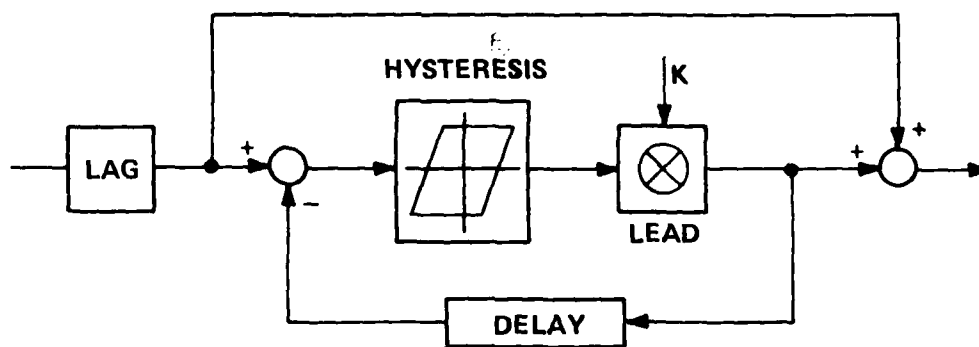 HYSTERESIS
K
+
LAG
+
+
−
LEAD
DELAY